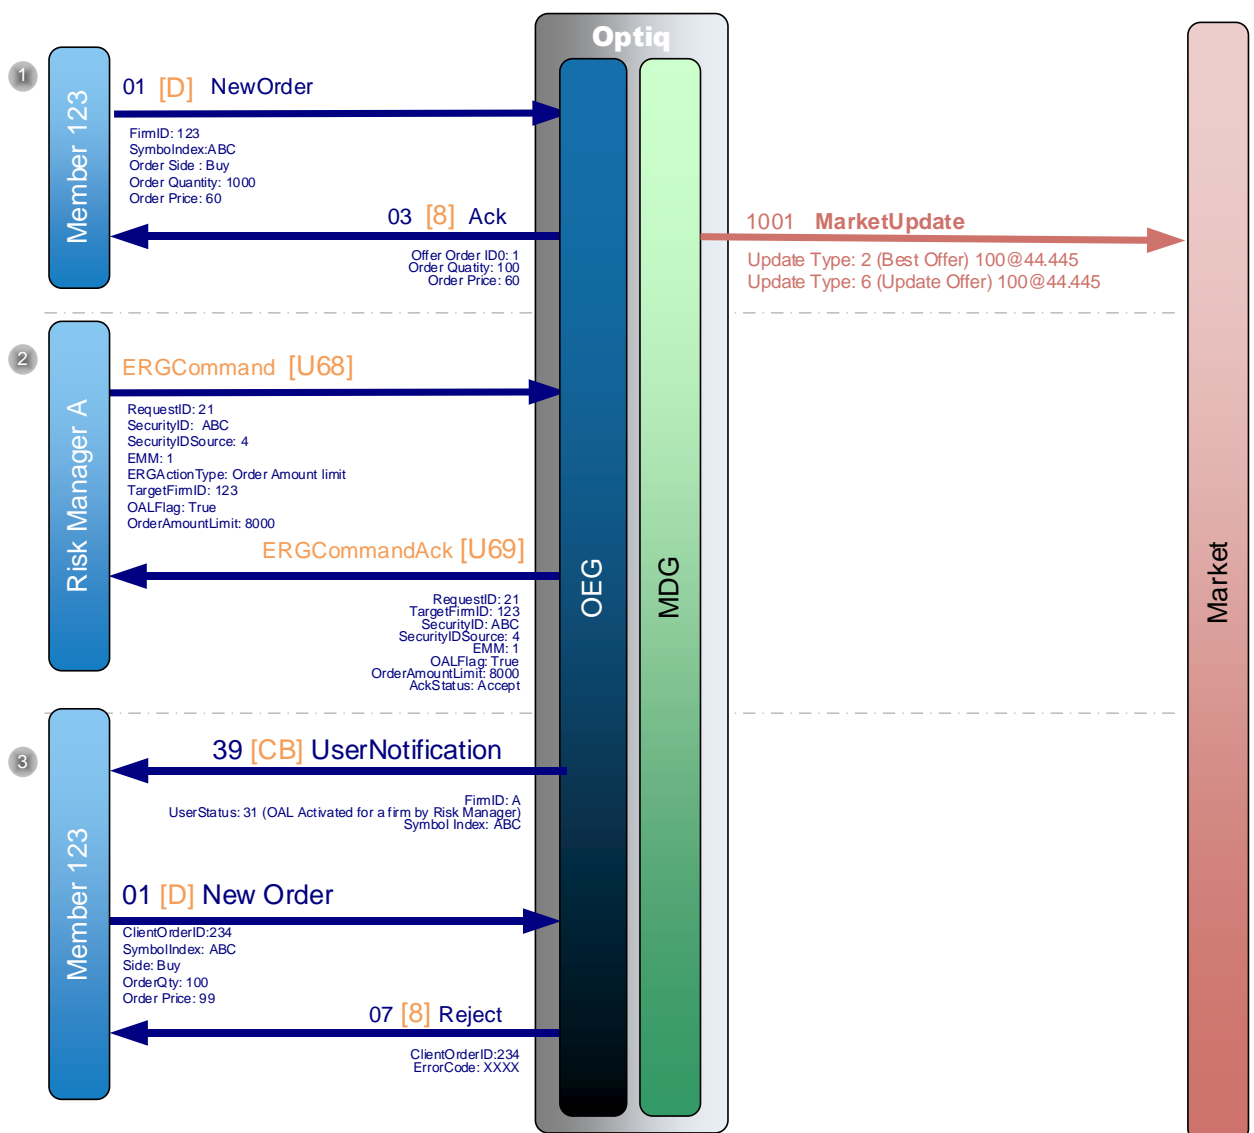 Optiq
1
Member 123
01 [D] NewOrder
FirmID: 123
SymbolIndex:ABC
Order Side : Buy
Order Quantity: 1000
Order Price: 60
03 [8] Ack
Offer Order ID0: 1
Order Quatity: 100
Order Price: 60
1001 MarketUpdate
Update Type: 2 (Best Offer) 100@44.445
Update Type: 6 (Update Offer) 100@44.445
2
Risk Manager A
ERGCommand [U68]
RequestID: 21
SecurityID: ABC
SecurityIDSource: 4
EMM: 1
ERGActionType: Order Amount limit
TargetFirmID: 123
OALFlag: True
OrderAmountLimit: 8000
ERGCommandAck [U69]
RequestID: 21
TargetFirmID: 123
SecurityID: ABC
SecurityIDSource: 4
EMM: 1
OALFlag: True
OrderAmountLimit: 8000
AckStatus: Accept
OEG
MDG
Market
3
Member 123
39 [CB] UserNotification
FirmID: A
UserStatus: 31 (OAL Activated for a firm by Risk Manager)
Symbol Index: ABC
01 [D] New Order
ClientOrderID:234
SymbolIndex: ABC
Side: Buy
OrderQty: 100
Order Price: 99
07 [8] Reject
ClientOrderID:234
ErrorCode: XXXX